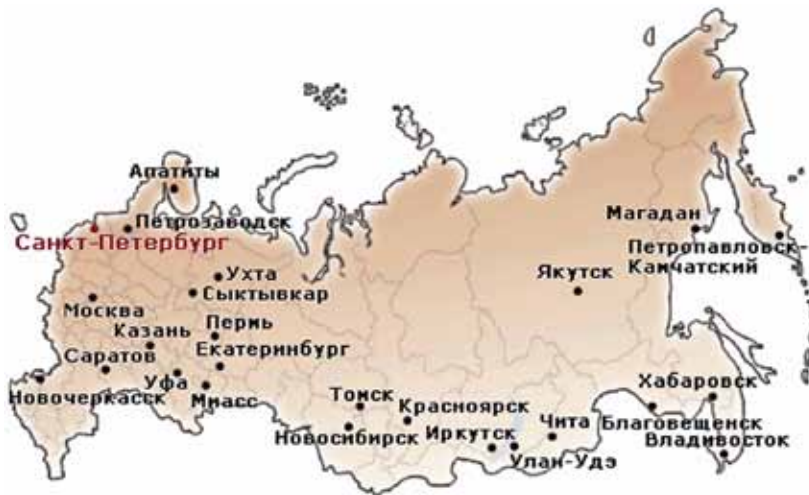 Апатиты
Петрозаводск
Санкт-Петербург
Магадан
Петропавловск-
Камчатский
Ухта
Якутск
Сыктывкар
Москва
Казань
Пермь
Саратов
Екатеринбург
Новочеркасск
Уфа
Миасс
Томск
Красноярск
Хабаровск
Новосибирск
Иркутск
Чита
Благовещенск
Улан-Удэ
Владивосток